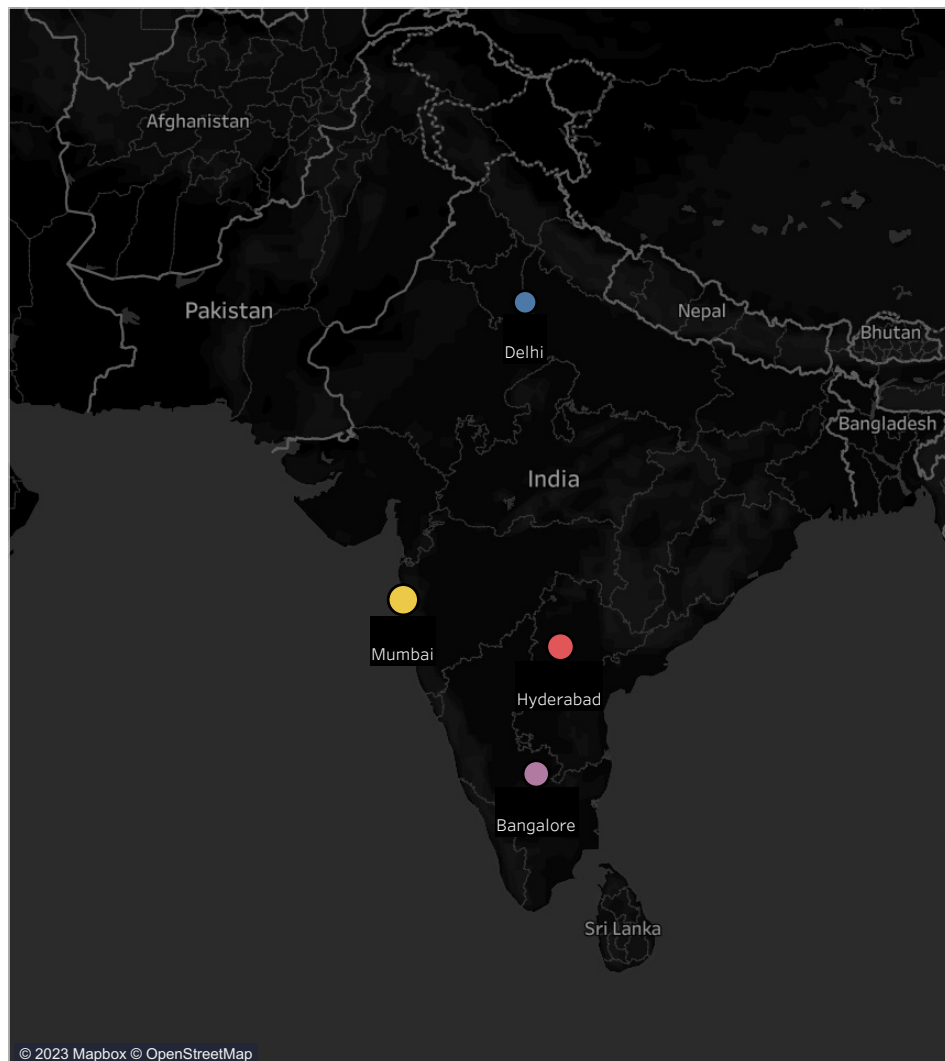 Afghanistan
Pakistan
Nepal
Bhutan
Delhi
Bangladesh
India
Mumbai
Hyderabad
Bangalore
Sri Lanka
© 2023 Mapbox © OpenStreetMap